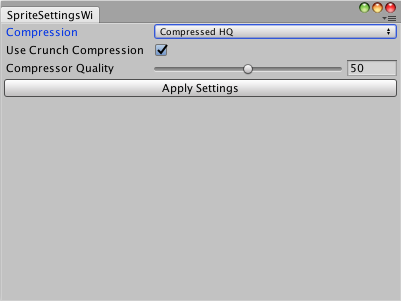 SpriteSettingsWi
Compression Compressed HQ
Use Crunch Compression
Compressor Quality 50
Apply Settings